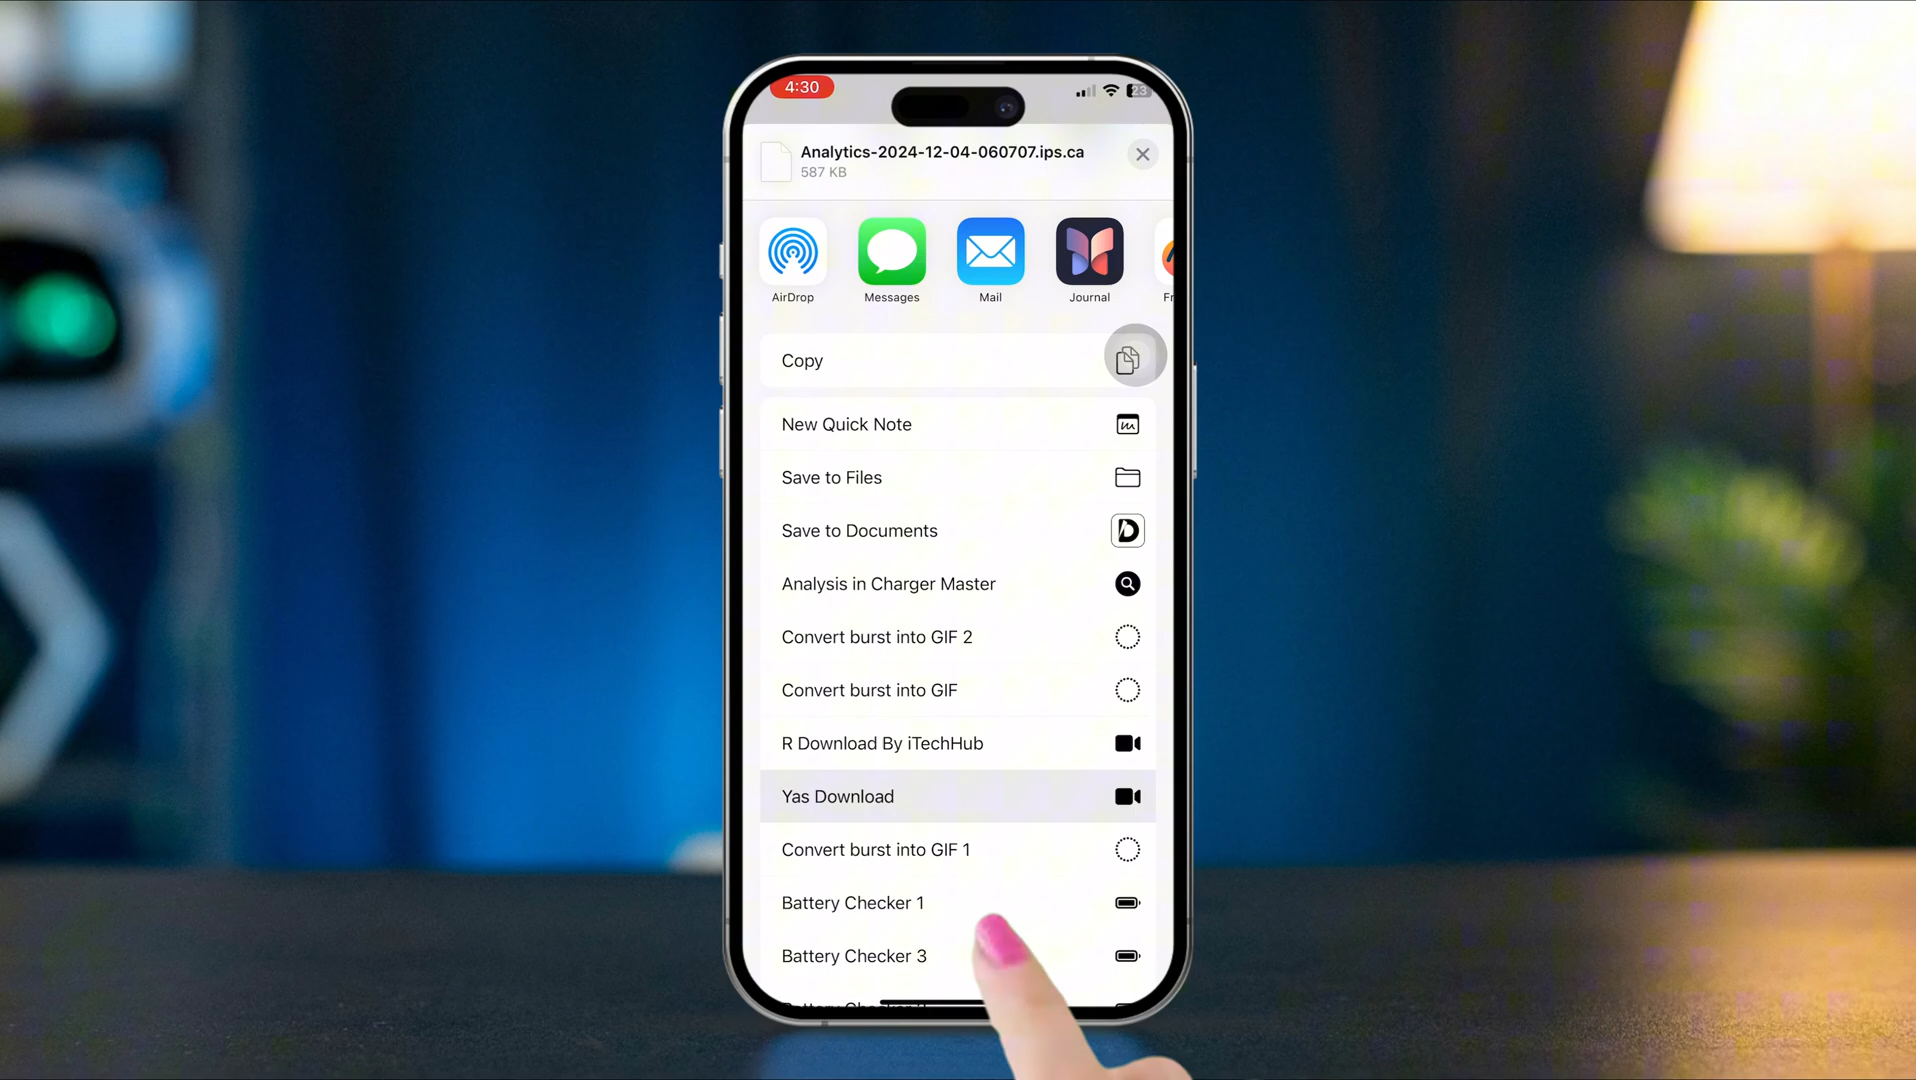 4:30
23
Analytics-2024-12-04-060707.ips.ca
587 KB
AirDrop
Messages
Mail
Journal
Fr
Copy
New Quick Note
Save to Files
Save to Documents
Analysis in Charger Master
Convert burst into GIF 2
Convert burst into GIF
R Download By iTechHub
Yas Download
Convert burst into GIF 1
Battery Checker 1
Battery Checker 3